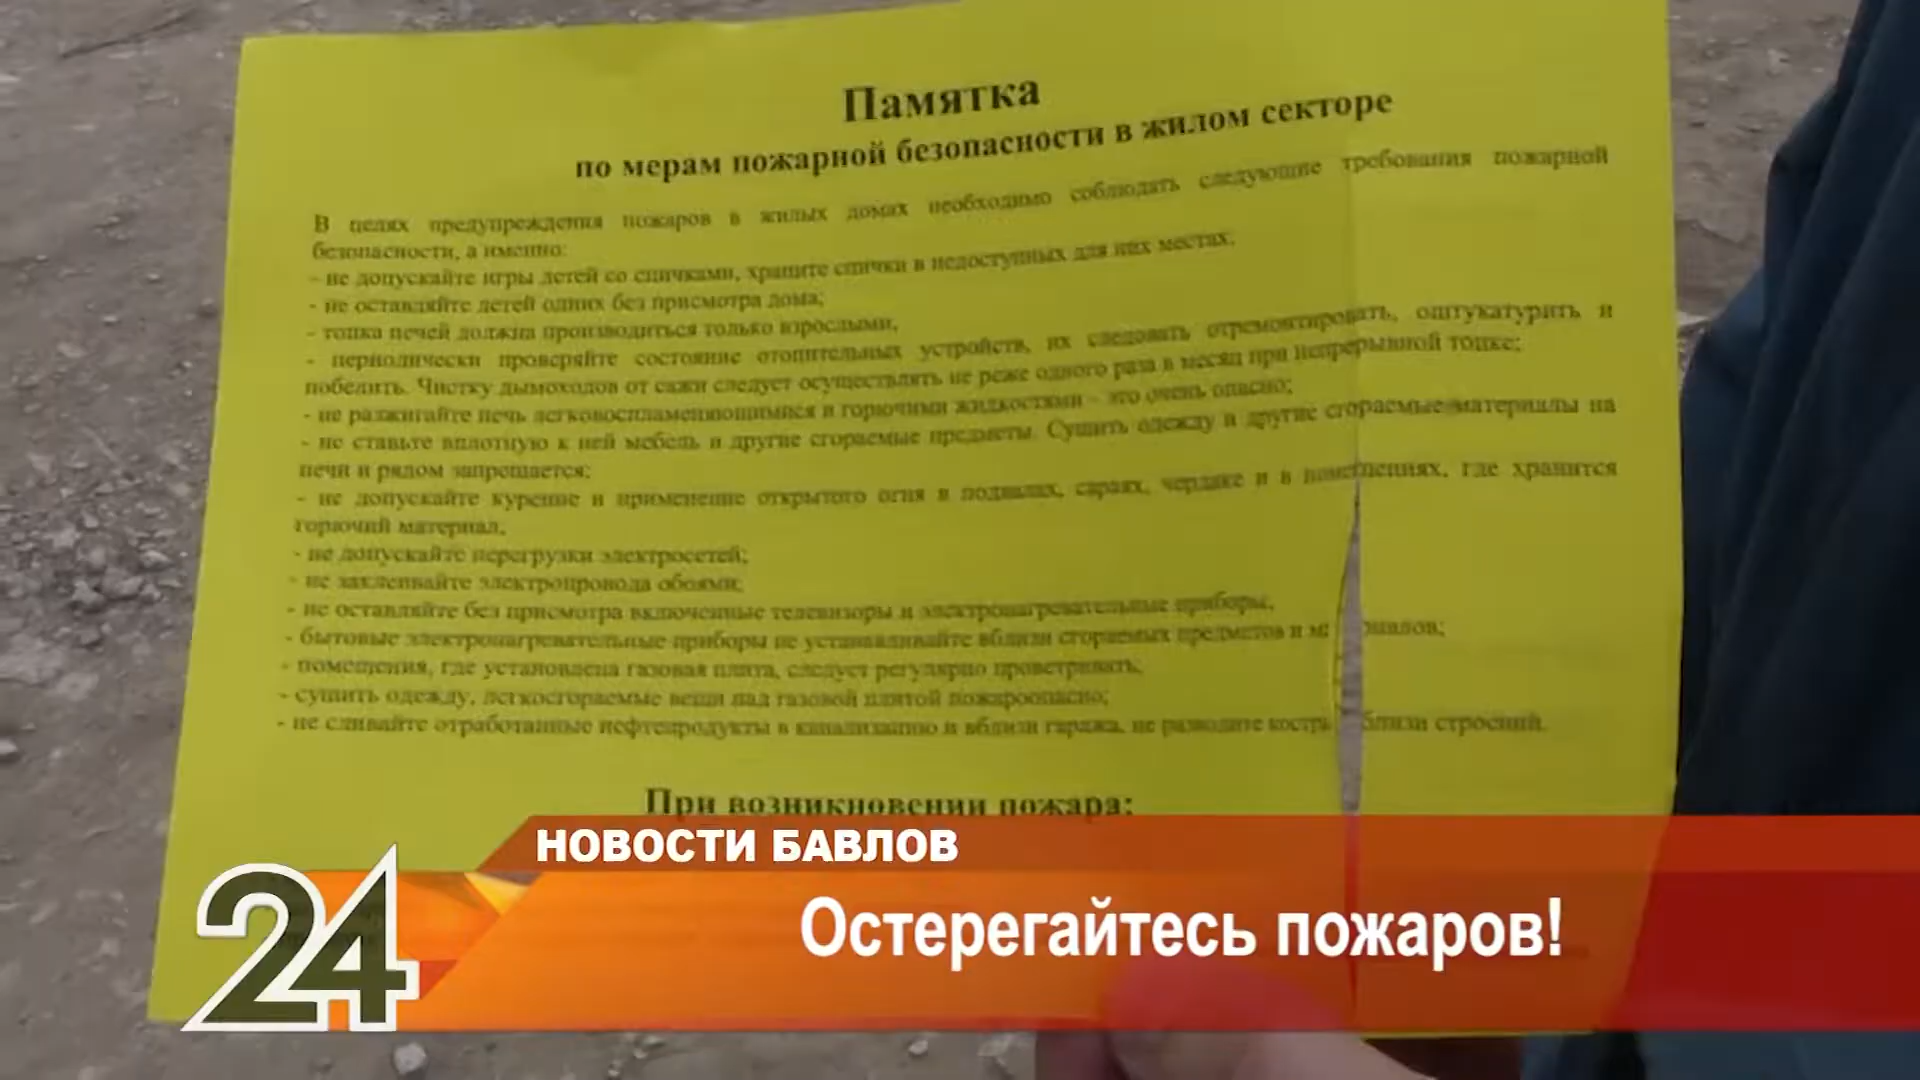 Памятка
по мерам пожарной безопасности в жилом секторе
В целях предупреждения пожаров в жилых домах необходимо соблюдать следующие требования пожарной
безопасности, а именно:
- не допускайте игры детей со спичками, храните спички в недоступных для них местах;
- не оставляйте детей одних без присмотра дома;
- топка печей должна производиться только взрослыми,
- периодически проверяйте состояние отопительных устройств, их следовать отремонтировать, оштукатурить и
побелить. Чистку дымоходов от сажи следует осуществлять не реже одного раза в месяц при непрерывной топке;
- не разжигайте печь легковоспламеняющимися и горючими жидкостями - это очень опасно;
- не ставьте вплотную к ней мебель и другие сгораемые предметы. Сушить одежду и другие сгораемые материалы на
печи и рядом запрещается;
- не допускайте курение и применение открытого огня в подвалах, сараях, чердаке и в помещениях, где хранится
горючий материал,
- не допускайте перегрузки электросетей;
- не заклеивайте электропровода обоями;
- не оставляйте без присмотра включенные телевизоры и электронагревательные приборы,
- бытовые электронагревательные приборы не устанавливайте вблизи сгораемых предметов и м риалов;
- помещения, где установлена газовая плита, следует регулярно проветривать;
- сушить одежду, легкосгораемые вещи над газовой плитой пожароопасно;
- не сливайте отработанные нефтепродукты в канализацию и вблизи гаража, не разводите костры вблизи строений.
При возникновении пожара:
НОВОСТИ БАВЛОВ
24
Остерегайтесь пожаров!